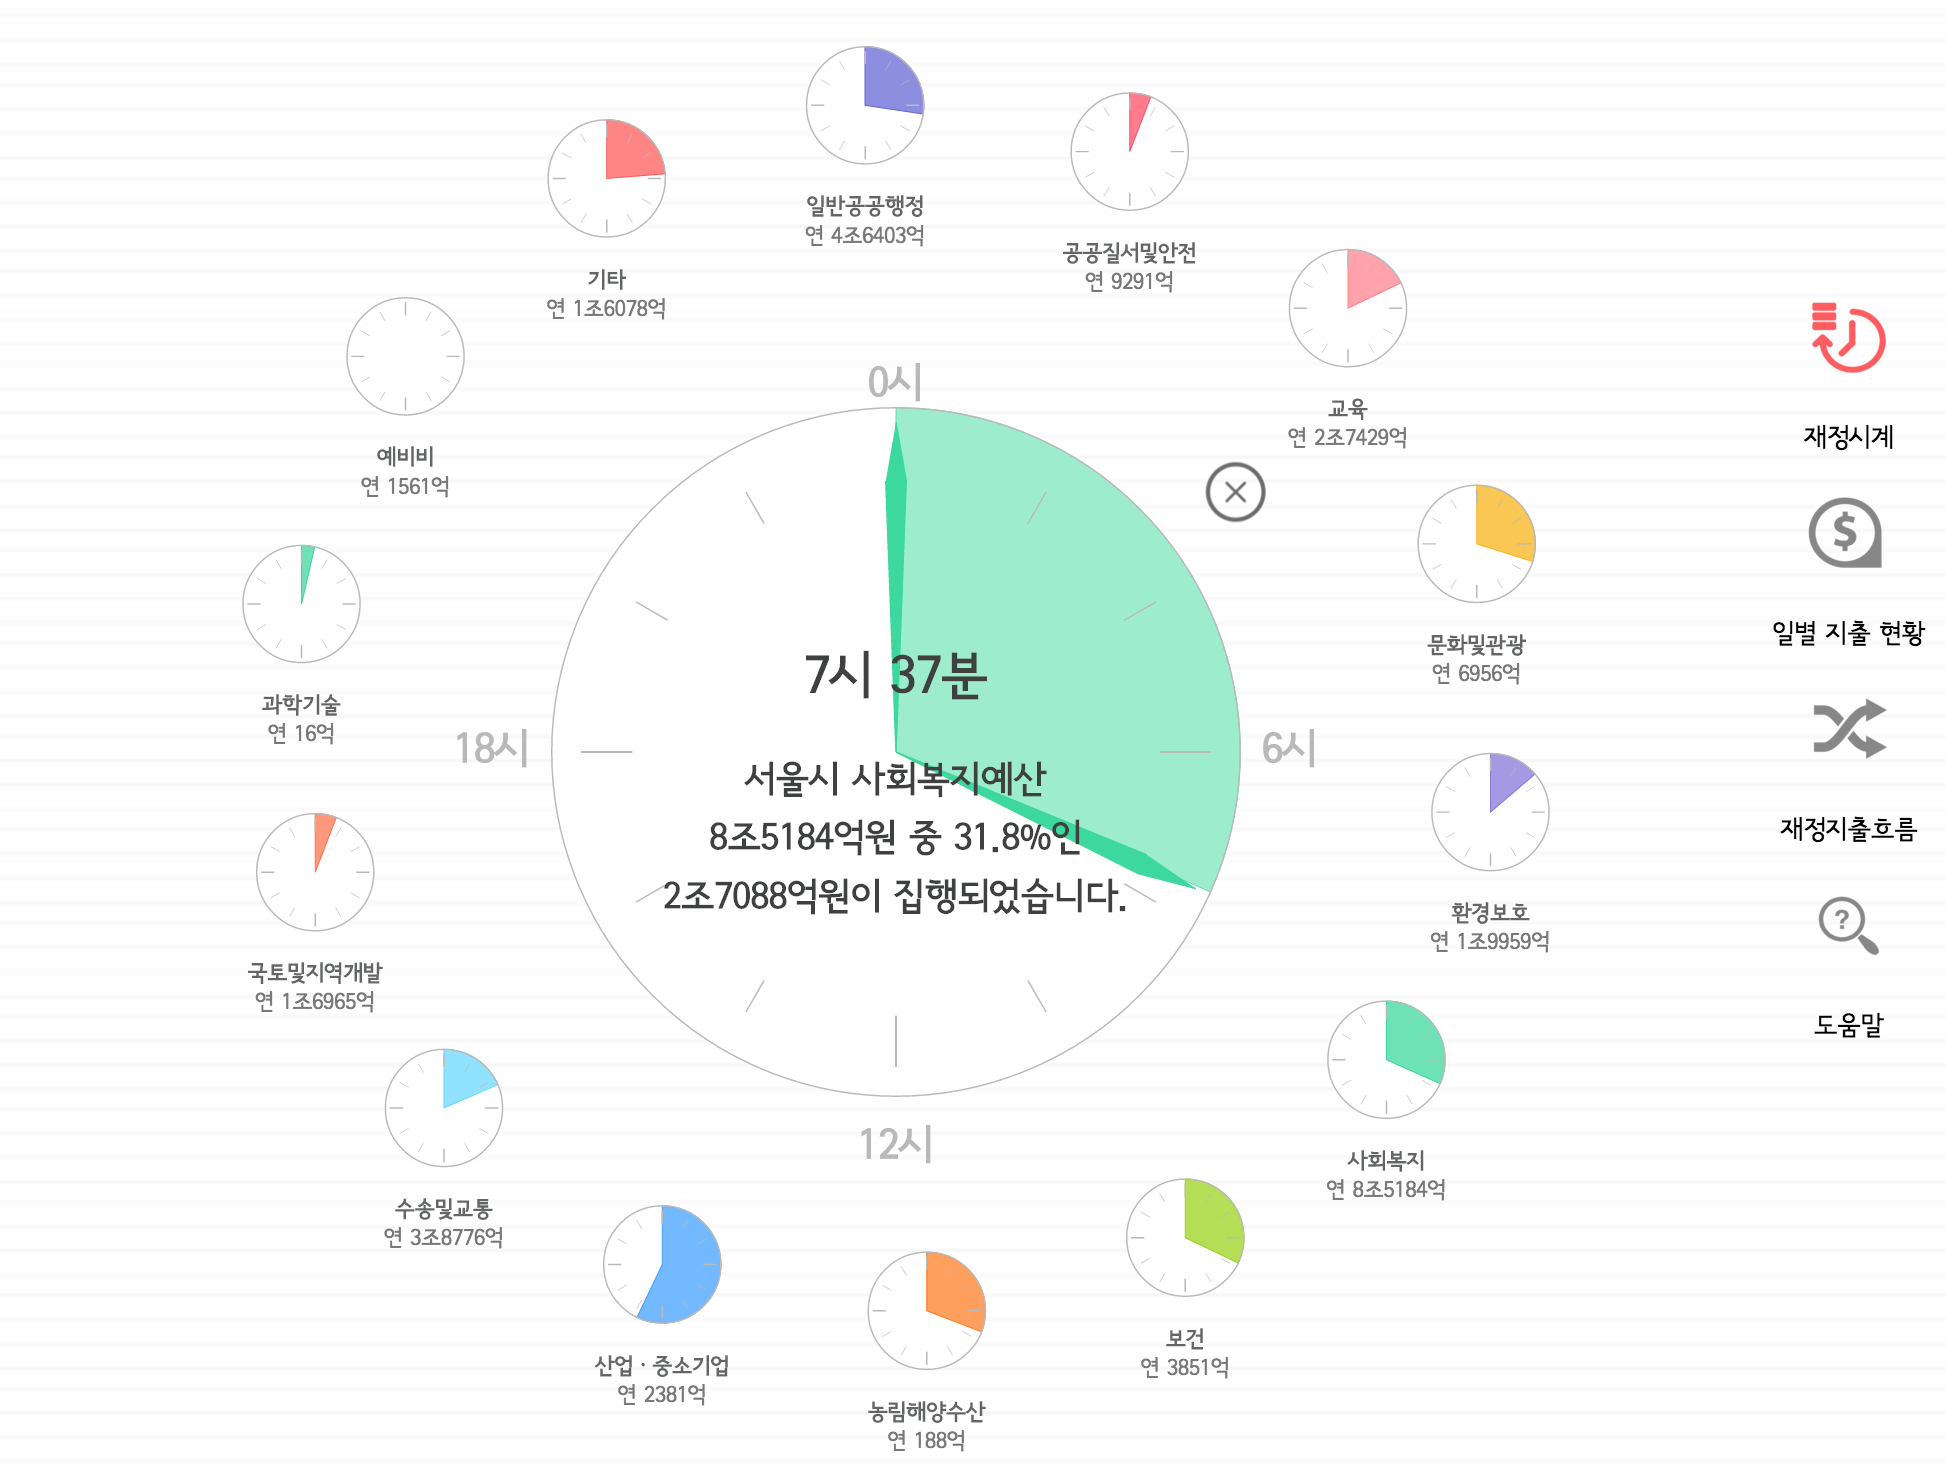 일반공공행정
연 4조6403억
공공질서및안전
연 9291억
기타
연 1조6078억
교육
연 2조7429억
예비비
연 1561억
0시
재정시계
문화및관광
연 6956억
일별 지출 현황
과학기술
연 16억
7시 37분
18시
6시
서울시 사회복지예산
8조5184억원 중 31.8%인
2조7088억원이 집행되었습니다.
재정지출흐름
환경보호
연 1조9959억
국토및지역개발
연 1조6965억
도움말
12시
사회복지
연 8조5184억
수송및교통
연 3조8776억
보건
연 3851억
산업 · 중소기업
연 2381억
농림해양수산
연 188억